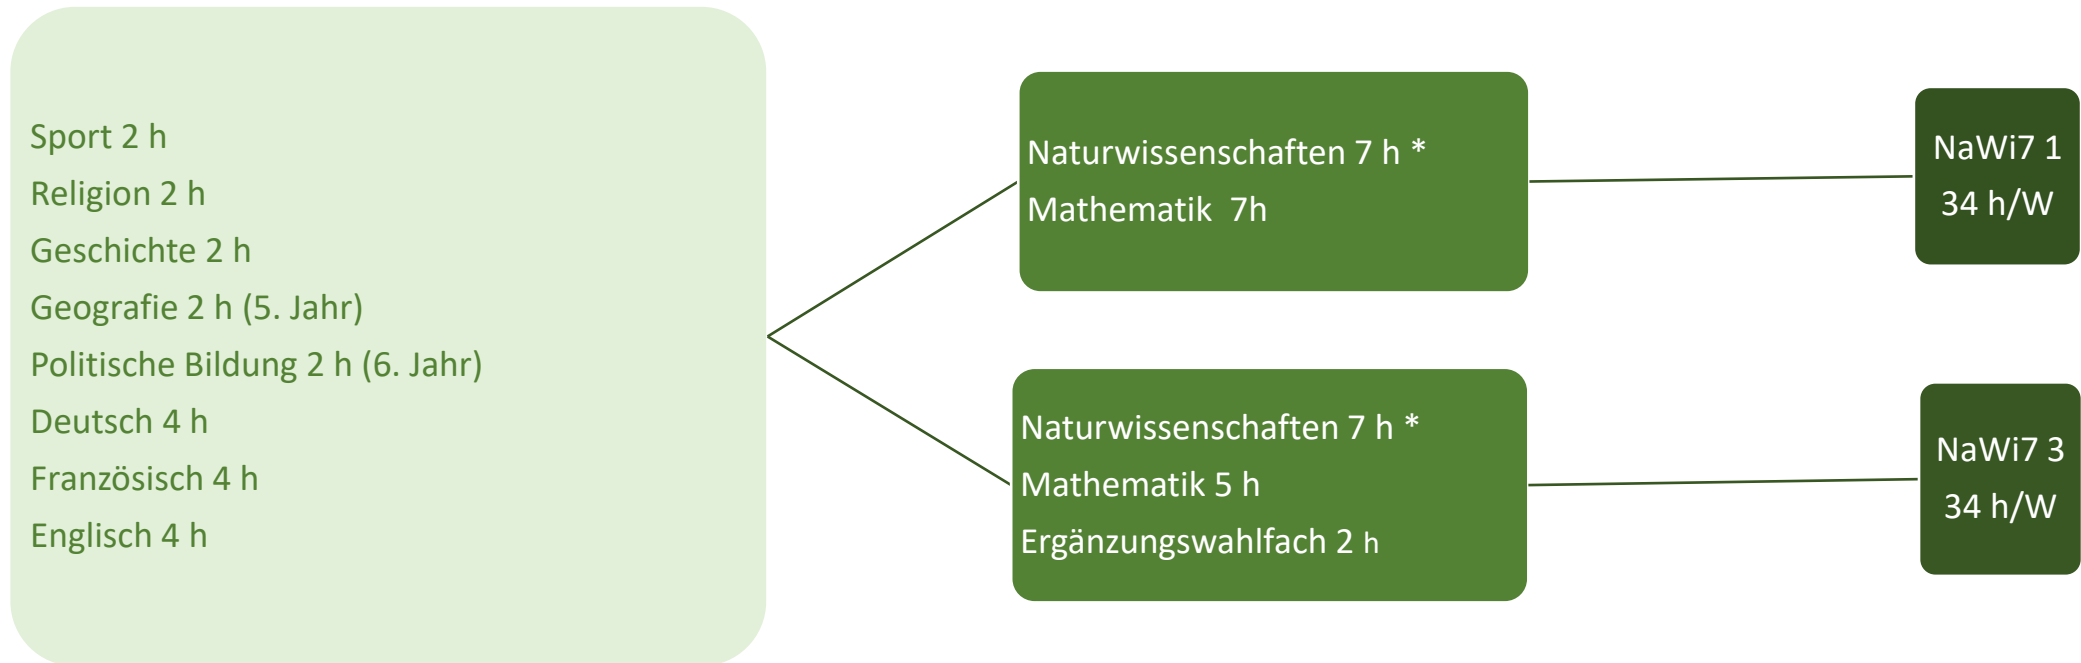 Sport 2 h
Religion 2 h
Geschichte 2 h
Geografie 2 h (5. Jahr)
Politische Bildung 2 h (6. Jahr)
Deutsch 4 h
Französisch 4 h
Englisch 4 h
Naturwissenschaften 7 h *
Mathematik 7h
NaWi7 1
34 h/W
Naturwissenschaften 7 h *
Mathematik 5 h
Ergänzungswahlfach 2 h
NaWi7 3
34 h/W